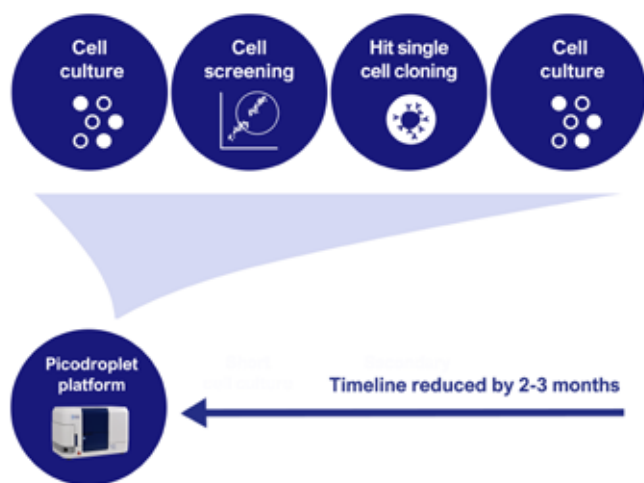 Cell
culture
Cell
screening
Hit single
cell cloning
Cell
culture
Picodroplet
platform
Timeline reduced by 2-3 months